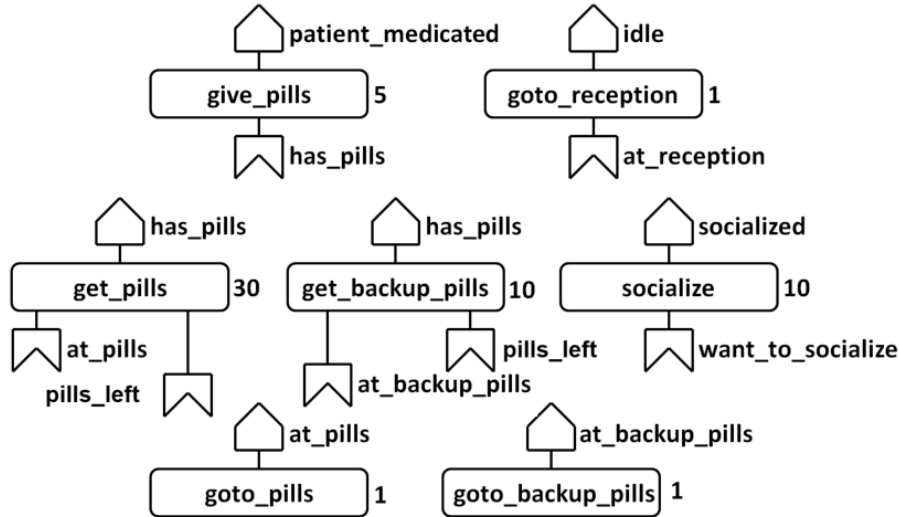 patient_medicated
idle
give_pills 5
goto_reception 1
has_pills
at_reception
has_pills
has_pills
socialized
get_pills 30
get_backup_pills 10
socialize 10
at_pills
pills_left
want_to_socialize
pills_left
at_backup_pills
at_pills
at_backup_pills
goto_pills 1
goto_backup_pills 1